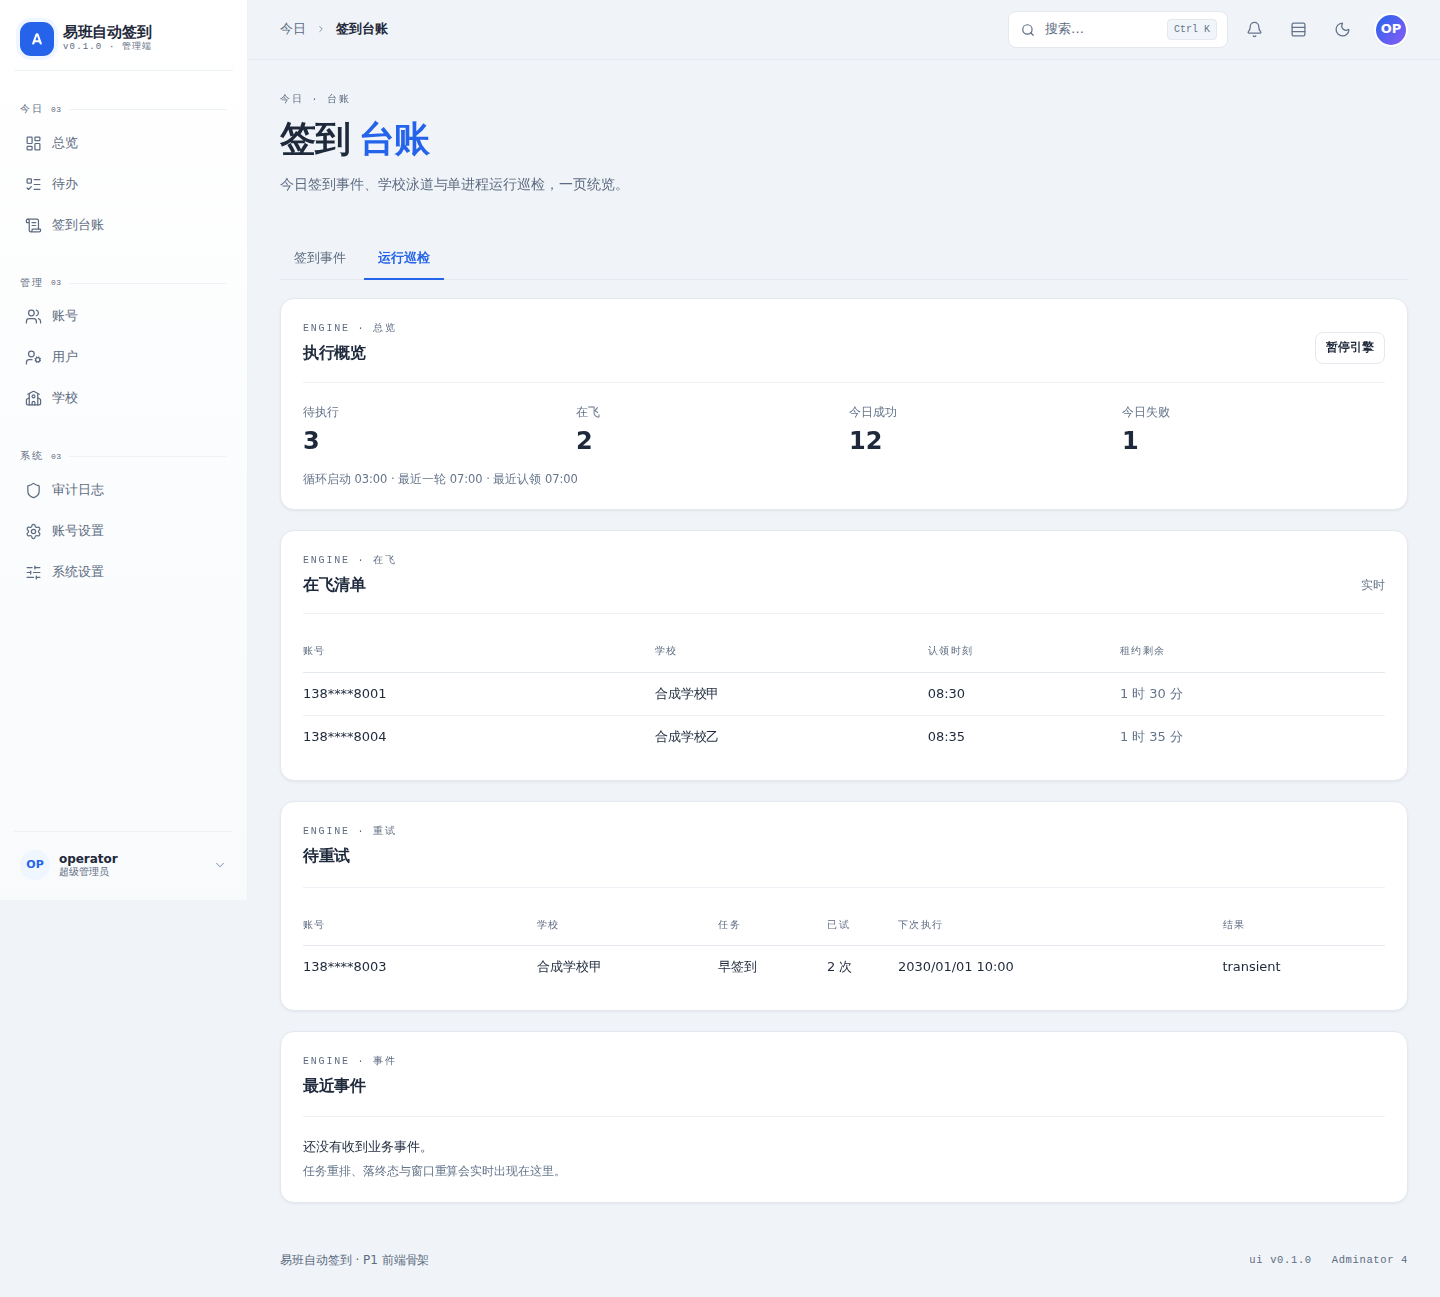 A
易班自动签到
v0.1.0 · 管理端
今日 03
总览
待办
签到台账
管理 03
账号
用户
学校
系统 03
审计日志
账号设置
系统设置
OP
operator
超级管理员
今日 › 签到台账
搜索… Ctrl K
OP
今日 · 台账
签到 台账
今日签到事件、学校泳道与单进程运行巡检，一页统览。
签到事件 运行巡检
ENGINE · 总览
执行概览
暂停引擎
待执行 在飞 今日成功 今日失败
3 2 12 1
循环启动 03:00 · 最近一轮 07:00 · 最近认领 07:00
ENGINE · 在飞
在飞清单
实时
账号 学校 认领时刻 租约剩余
138****8001 合成学校甲 08:30 1 时 30 分
138****8004 合成学校乙 08:35 1 时 35 分
ENGINE · 重试
待重试
账号 学校 任务 已试 下次执行 结果
138****8003 合成学校甲 早签到 2 次 2030/01/01 10:00 transient
ENGINE · 事件
最近事件
还没有收到业务事件。
任务重排、落终态与窗口重算会实时出现在这里。
易班自动签到 · P1 前端骨架
ui v0.1.0 Adminator 4